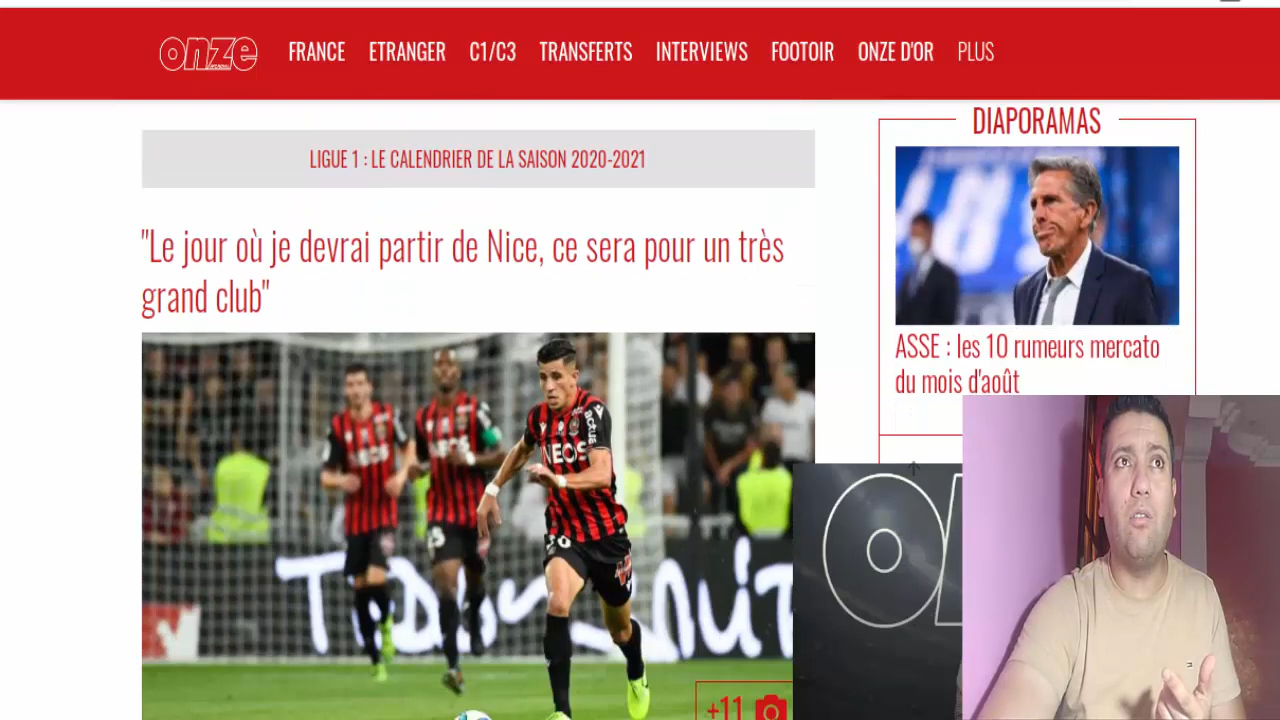 onze
FRANCE ETRANGER C1/C3 TRANSFERTS INTERVIEWS FOOTOIR ONZE D'OR PLUS
LIGUE 1 : LE CALENDRIER DE LA SAISON 2020-2021
"Le jour où je devrai partir de Nice, ce sera pour un très
grand club"
actua
INEOS
+11
DIAPORAMAS
ASSE : les 10 rumeurs mercato
du mois d'août